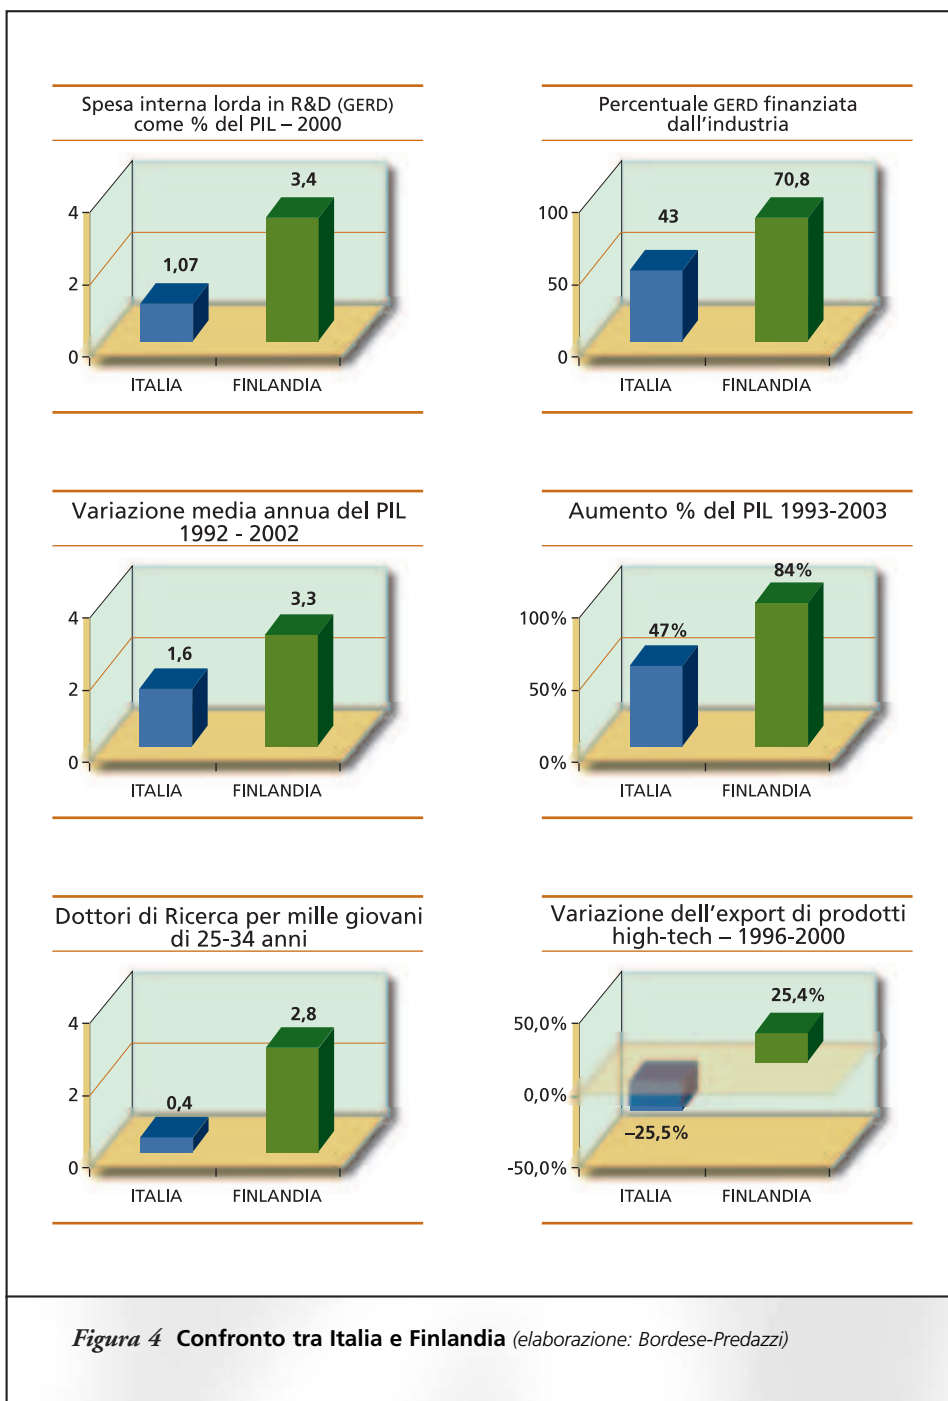 Spesa interna lorda in R&D (GERD)
come % del PIL – 2000
4
2
0
1,07
3,4
ITALIA FINLANDIA
Percentuale GERD finanziata
dall'industria
100
50
0
43
70,8
ITALIA FINLANDIA
Variazione media annua del PIL
1992 - 2002
4
2
0
1,6
3,3
ITALIA FINLANDIA
Aumento % del PIL 1993-2003
100%
50%
0%
47%
84%
ITALIA FINLANDIA
Dottori di Ricerca per mille giovani
di 25-34 anni
4
2
0
0,4
2,8
ITALIA FINLANDIA
Variazione dell'export di prodotti
high-tech – 1996-2000
50,0%
0,0%
-50,0%
–25,5%
25,4%
ITALIA FINLANDIA
Figura 4 Confronto tra Italia e Finlandia (elaborazione: Bordese-Predazzi)